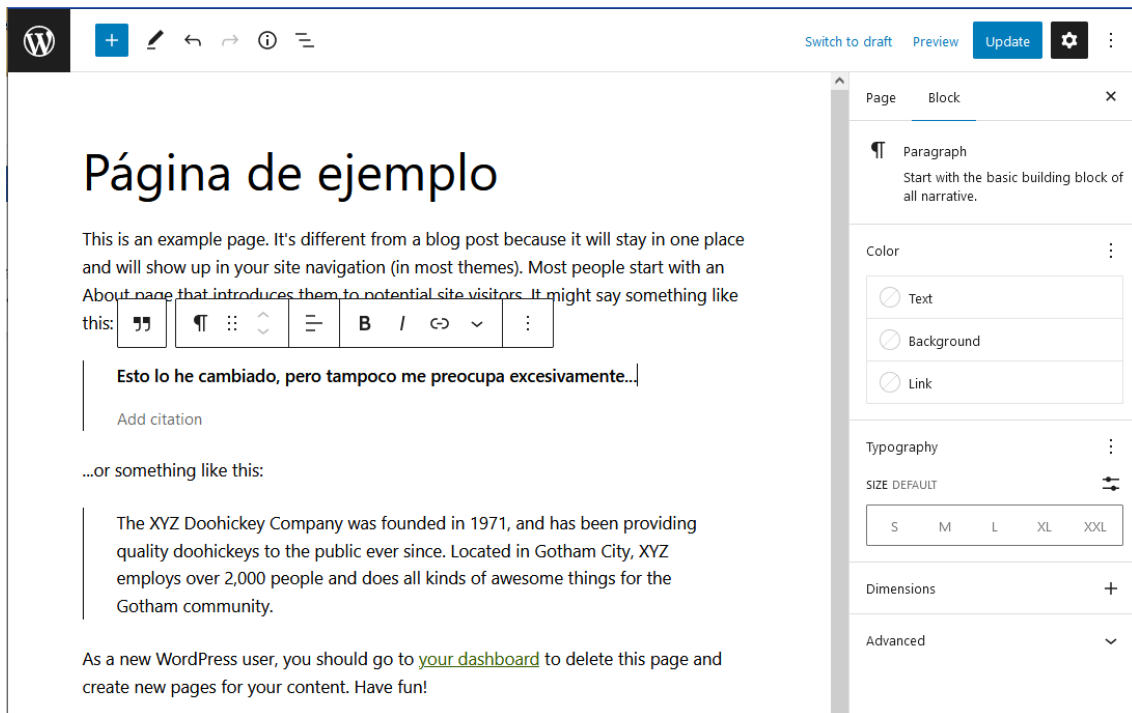 Switch to draft Preview Update
Página de ejemplo
This is an example page. It's different from a blog post because it will stay in one place
and will show up in your site navigation (in most themes). Most people start with an
About page that introduces them to potential site visitors. It might say something like
this:
B I
Esto lo he cambiado, pero tampoco me preocupa excesivamente...
Add citation
...or something like this:
The XYZ Doohickey Company was founded in 1971, and has been providing
quality doohickeys to the public ever since. Located in Gotham City, XYZ
employs over 2,000 people and does all kinds of awesome things for the
Gotham community.
As a new WordPress user, you should go to your dashboard to delete this page and
create new pages for your content. Have fun!
Page Block
Paragraph
Start with the basic building block of
all narrative.
Color
Text
Background
Link
Typography
SIZE DEFAULT
S M L XL XXL
Dimensions
Advanced